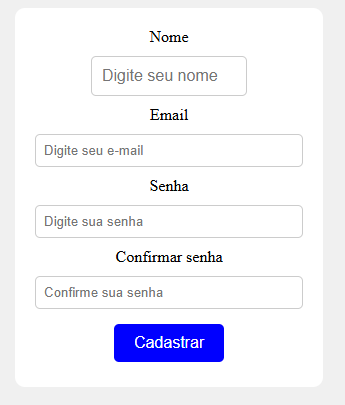 Nome
Digite seu nome
Email
Digite seu e-mail
Senha
Digite sua senha
Confirmar senha
Confirme sua senha
Cadastrar